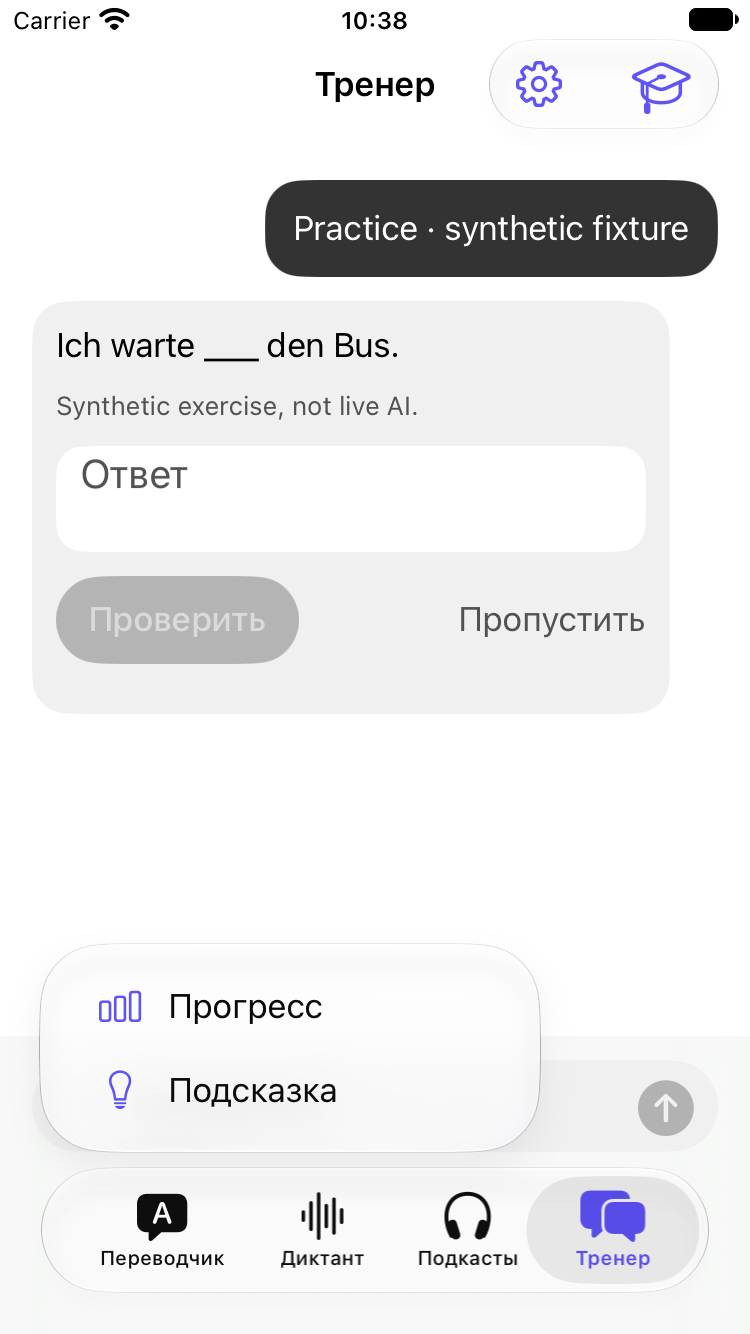 Carrier 10:38
Тренер
Practice · synthetic fixture
Ich warte ___ den Bus.
Synthetic exercise, not live AI.
Ответ
Проверить Пропустить
Прогресс
Подсказка
A
Переводчик Диктант Подкасты Тренер